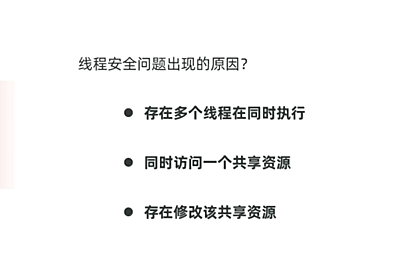 线程安全问题出现的原因？
● 存在多个线程在同时执行
● 同时访问一个共享资源
● 存在修改该共享资源